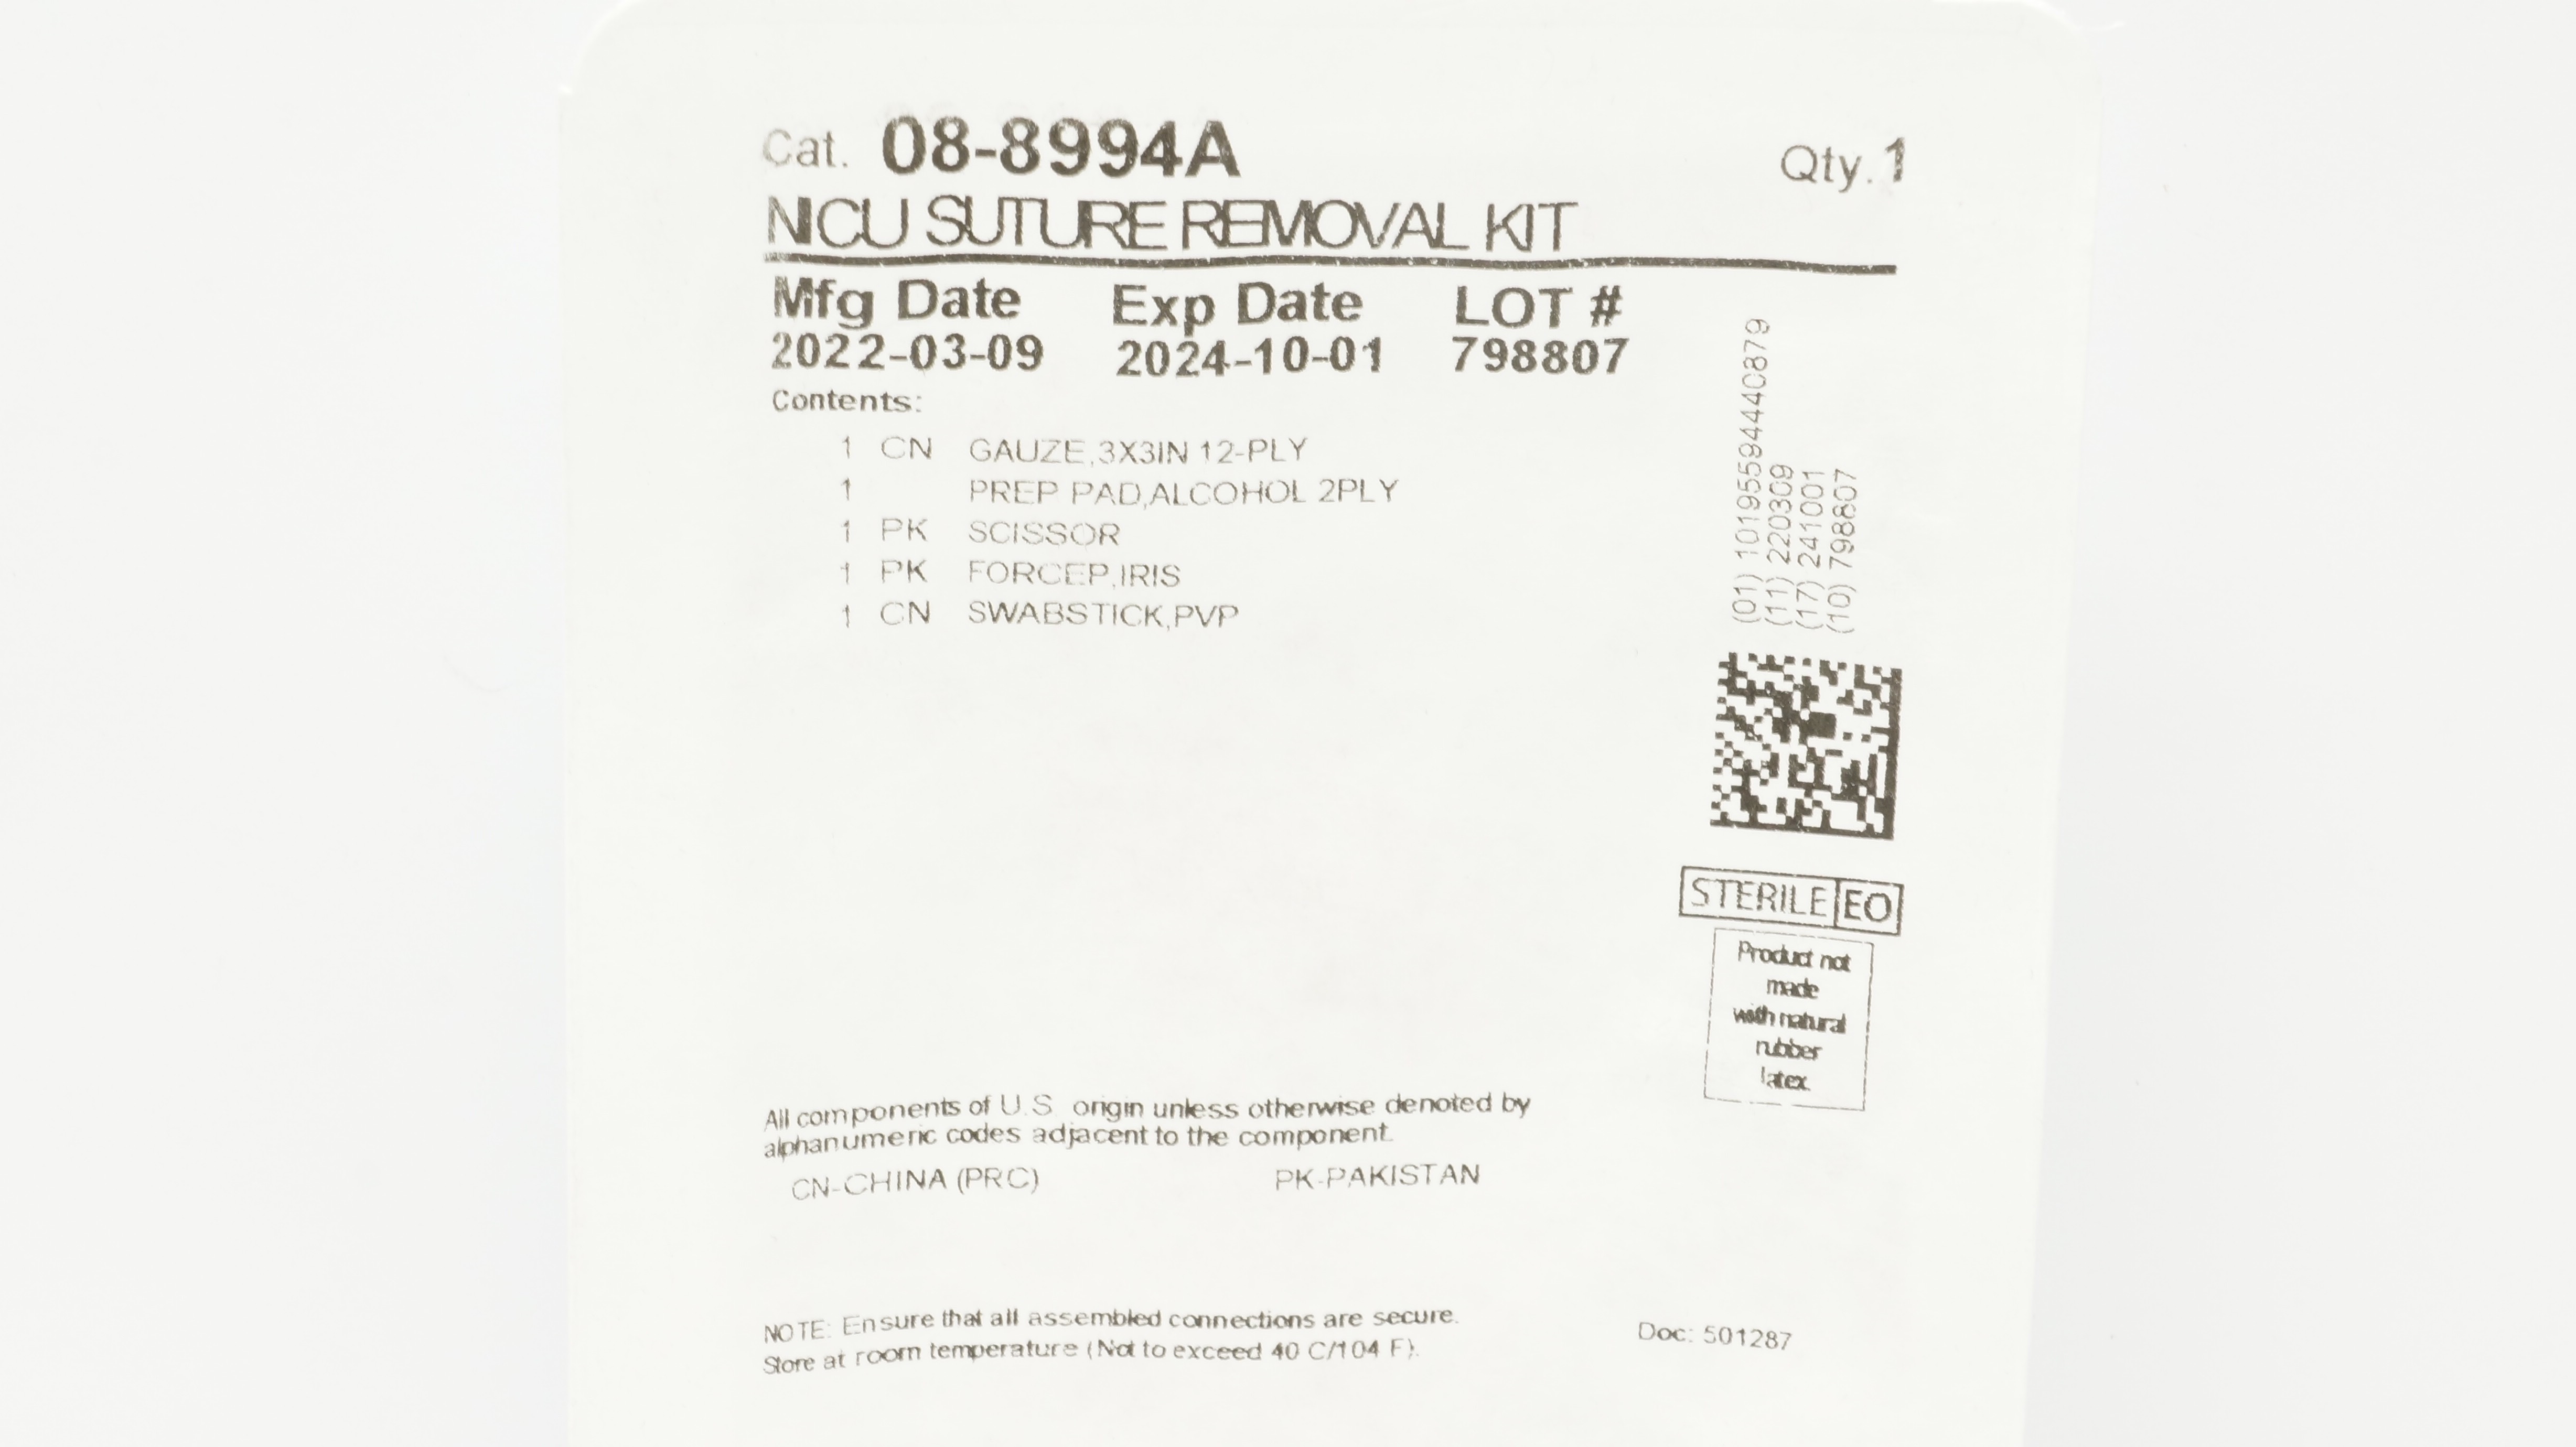 Cat. 08-8994A
Qty.1
NICU SUTURE REMOVAL KIT
Mfg Date Exp Date LOT #
2022-03-09 2024-10-01 798807
Contents:
1 CN GAUZE,3X3IN 12-PLY
1 PREP PAD,ALCOHOL 2PLY
1 PK SCISSOR
1 PK FORCEP,IRIS
1 CN SWABSTICK,PVP
(01) 10195594440879
(11) 220309
(17) 241001
(10) 798807
STERILE EO
Product not
made
with natural
rubber
latex.
All components of U.S origin unless otherwise denoted by
alphanumeric codes adjacent to the component.
CN-CHINA (PRC) PK-PAKISTAN
NOTE: Ensure that all assembled connections are secure.
Store at room temperature (Not to exceed 40 C/104 F).
Doc: 501287